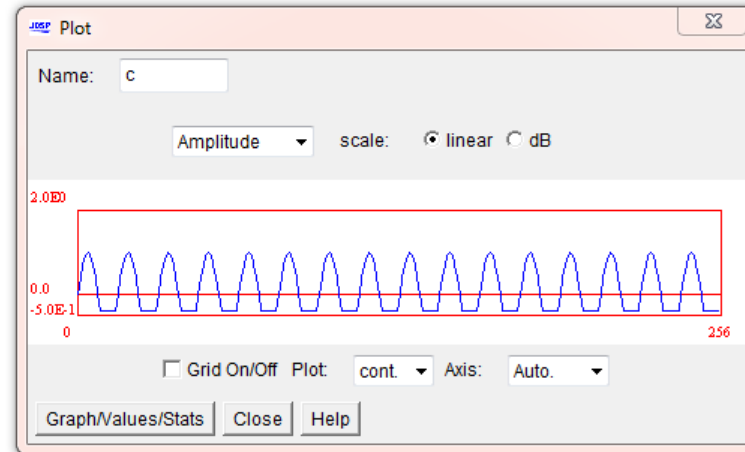 JDSP Plot
Name: c
Amplitude scale: linear dB
2.0E0
0.0
-5.0E-1
0 256
Grid On/Off Plot: cont. Axis: Auto.
Graph/Values/Stats Close Help